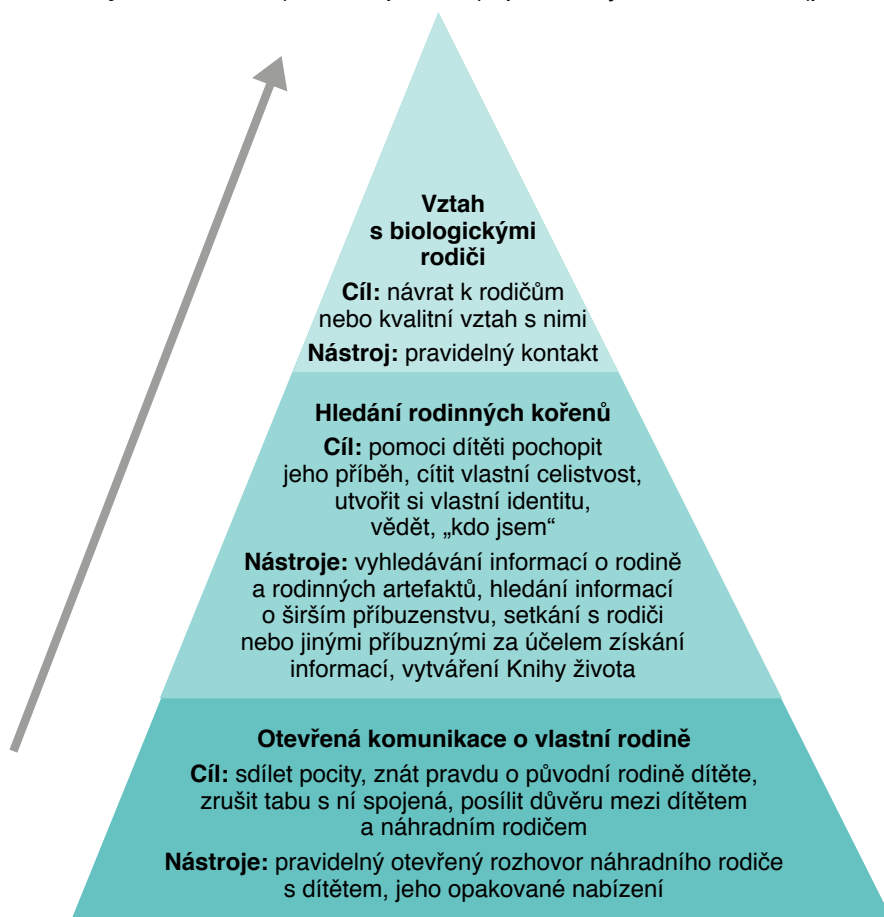 Vztah
s biologickými
rodiči
Cíl: návrat k rodičům
nebo kvalitní vztah s nimi
Nástroj: pravidelný kontakt
Hledání rodinných kořenů
Cíl: pomoci dítěti pochopit
jeho příběh, cítit vlastní celistvost,
utvořit si vlastní identitu,
vědět, „kdo jsem“
Nástroje: vyhledávání informací o rodině
a rodinných artefaktů, hledání informací
o širším příbuzenstvu, setkání s rodiči
nebo jinými příbuznými za účelem získání
informací, vytváření Knihy života
Otevřená komunikace o vlastní rodině
Cíl: sdílet pocity, znát pravdu o původní rodině dítěte,
zrušit tabu s ní spojená, posílit důvěru mezi dítětem
a náhradním rodičem
Nástroje: pravidelný otevřený rozhovor náhradního rodiče
s dítětem, jeho opakované nabízení